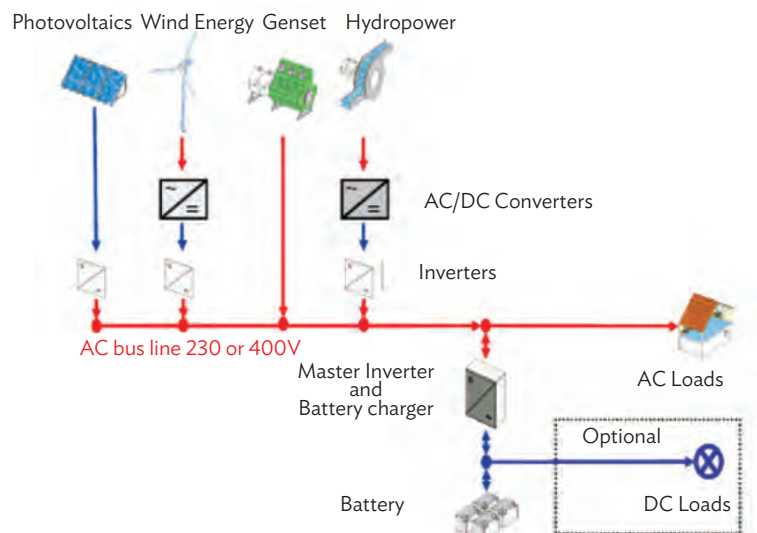 Photovoltaics Wind Energy Genset Hydropower
AC/DC Converters
Inverters
AC bus line 230 or 400V
Master Inverter
and
Battery charger
AC Loads
Optional
Battery
DC Loads